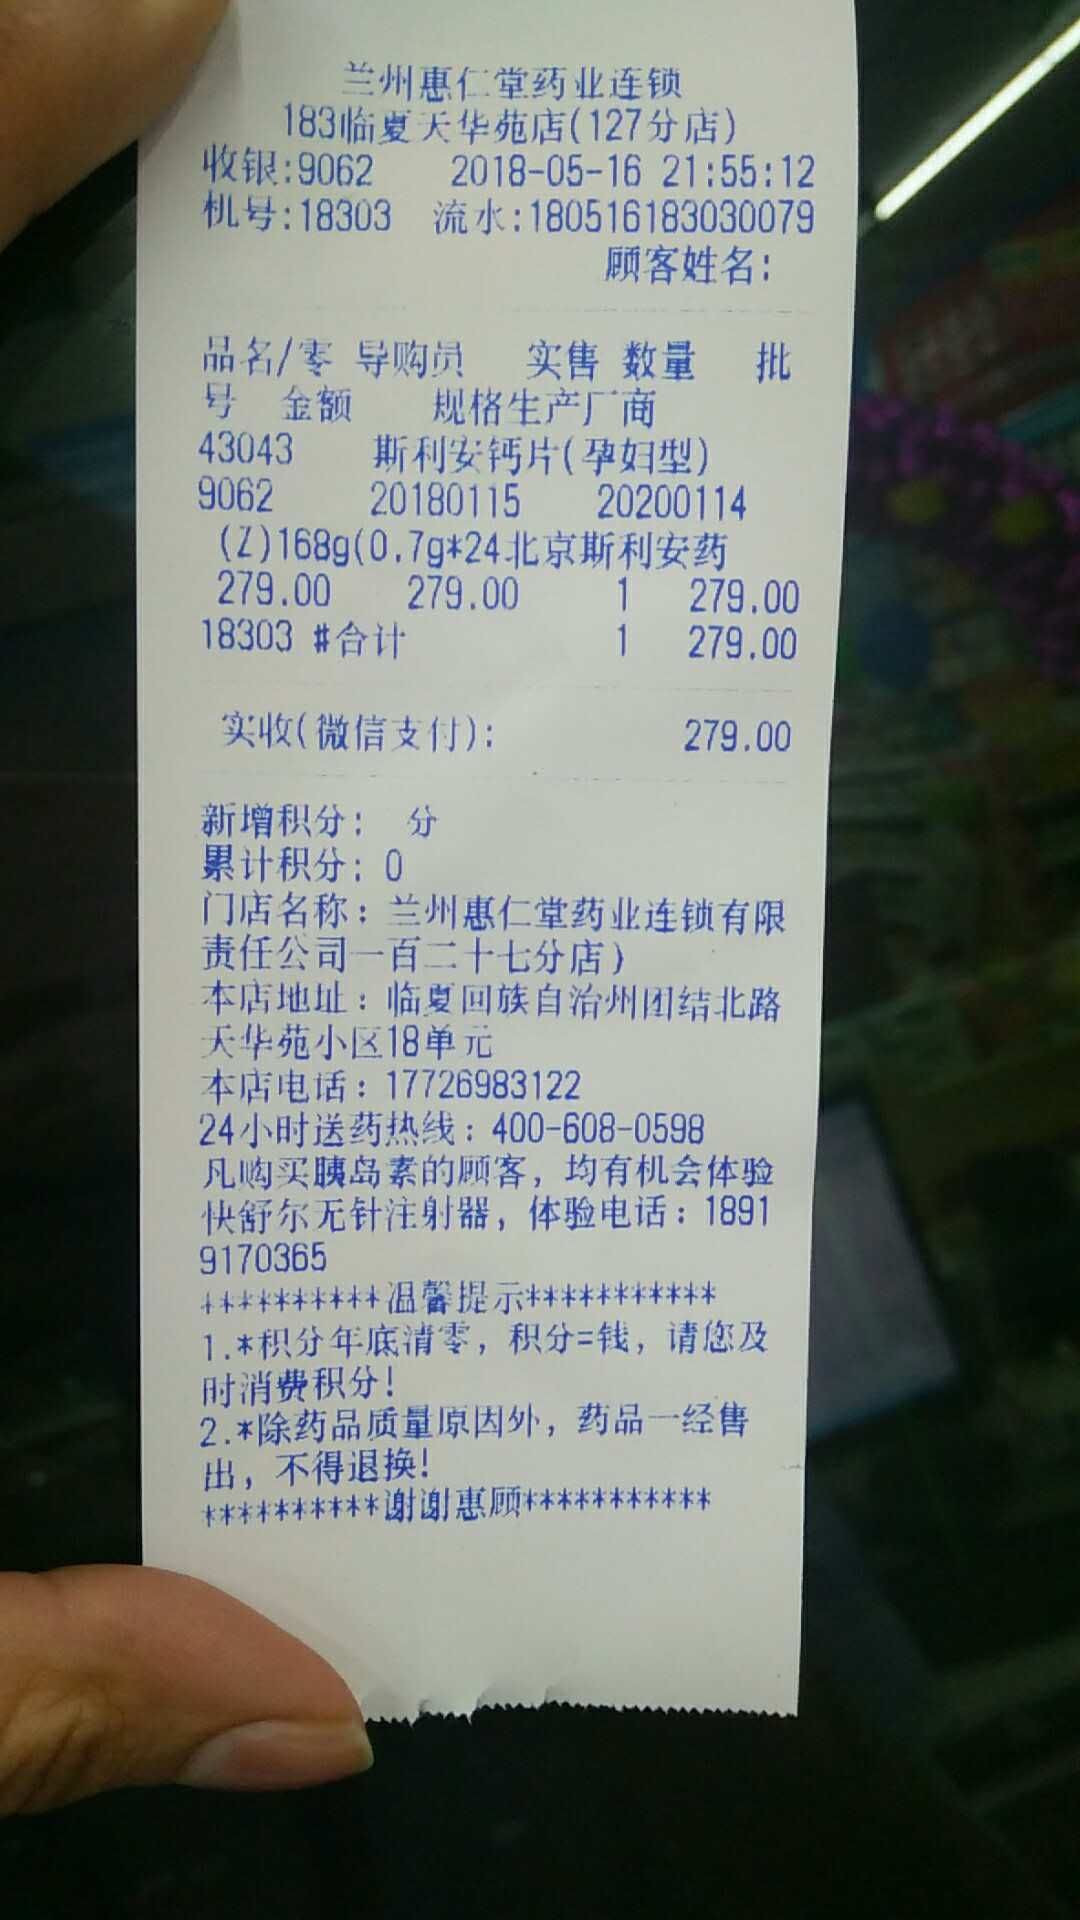 兰州惠仁堂药业连锁
183临夏天华苑店(127分店)
收银:9062 2018-05-16 21:55:12
机号:18303 流水:180516183030079
顾客姓名:
品名/零 导购员 实售 数量 批
号 金额 规格生产厂商
43043 斯利安钙片(孕妇型)
9062 20180115 20200114
(Z)168g(0.7g*24北京斯利安药
279.00 279.00 1 279.00
18303 #合计 1 279.00
实收(微信支付): 279.00
新增积分: 分
累计积分: 0
门店名称: 兰州惠仁堂药业连锁有限
责任公司一百二十七分店)
本店地址: 临夏回族自治州团结北路
天华苑小区18单元
本店电话: 17726983122
24小时送药热线: 400-608-0598
凡购买胰岛素的顾客, 均有机会体验
快舒尔无针注射器, 体验电话: 1891
9170365
**********温馨提示***********
1.*积分年底清零, 积分=钱, 请您及
时消费积分!
2.*除药品质量原因外, 药品一经售
出, 不得退换!
**********谢谢惠顾***********